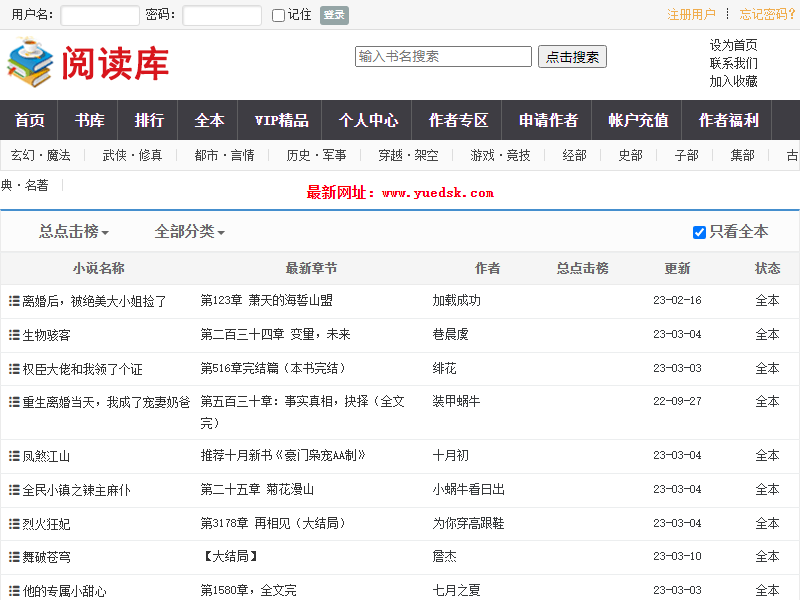 用户名: 密码: 记住 登录 注册用户 ┊ 忘记密码?
阅读库
输入书名搜索 点击搜索
设为首页
联系我们
加入收藏
首页 书库 排行 全本 VIP精品 个人中心 作者专区 申请作者 帐户充值 作者福利
玄幻·魔法 武侠·修真 都市·言情 历史·军事 穿越·架空 游戏·竞技 经部 史部 子部 集部 古
典·名著
最新网址: www.yuedsk.com
总点击榜 全部分类 只看全本
小说名称 最新章节 作者 总点击榜 更新 状态
离婚后，被绝美大小姐捡了 第123章 萧天的海誓山盟 加载成功 23-02-16 全本
生物骇客 第二百三十四章 变量，未来 巷晨虔 23-03-04 全本
权臣大佬和我领了个证 第516章完结篇（本书完结） 绯花 23-03-03 全本
重生离婚当天，我成了宠妻奶爸 第五百三十章：事实真相，抉择（全文 装甲蜗牛 22-09-27 全本
完）
凤煞江山 推荐十月新书《豪门枭宠AA制》 十月初 23-03-04 全本
全民小镇之辣主麻仆 第二十五章 菊花漫山 小蜗牛看日出 23-03-04 全本
烈火狂妃 第3178章 再相见（大结局） 为你穿高跟鞋 23-03-04 全本
舞破苍穹 【大结局】 詹杰 23-03-10 全本
他的专属小甜心 第1580章，全文完 七月之夏 23-03-03 全本